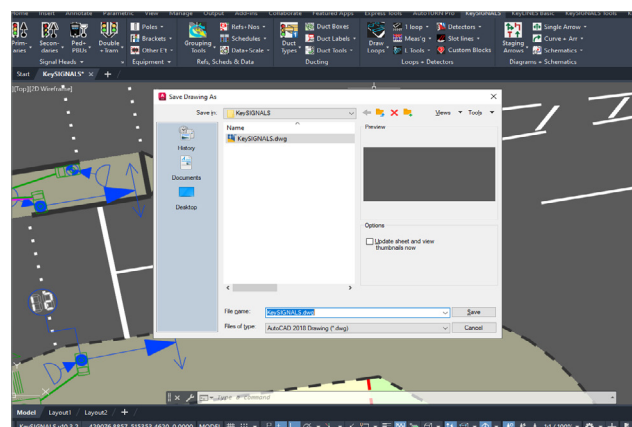 Home Insert Annotate Parametric View Manage Output Add-ins Collaborate Featured Apps Express Tools AutoTURN Pro KeySIGNALS KeyLINES Basic KeySIGNALS Tools
Poles
Brackets
Other ET
Prim-aries
Secon-daries
Ped+ PBUs
Double +Tram
Signal Heads
Equipment
Grouping Tools
Refs+Nos
Schedules
Data+Scale
Refs, Scheds & Data
Duct Types
Duct Boxes
Duct Labels
Duct Tools
Ducting
Draw Loops
1 loop
Meas'g
L Tools
Detectors
Slot lines
Custom Blocks
Loops + Detectors
Staging Arrows
Single Arrow
Curve + Arr
Schematics
Diagrams + Schematics
Start KeySIGNALS* × +
[Top][2D Wireframe]
Save Drawing As
Save in: KeySIGNALS
Views Tools
Name
KeySIGNALS.dwg
Preview
History
Documents
Desktop
Options
Update sheet and view
thumbnails now
File name: KeySIGNALS.dwg Save
Files of type: AutoCAD 2018 Drawing (*.dwg) Cancel
Type a command
Model Layout1 Layout2 +